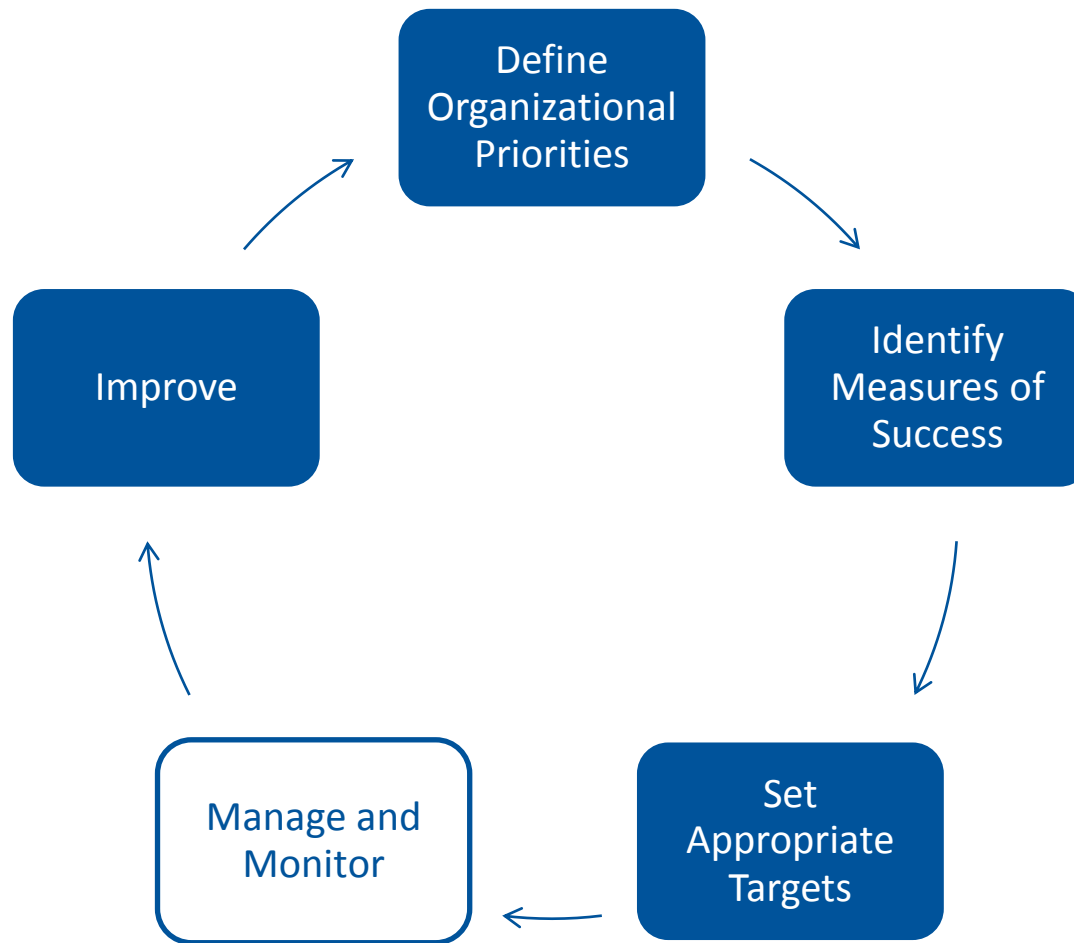 Define
Organizational
Priorities
Identify
Measures of
Success
Set
Appropriate
Targets
Manage and
Monitor
Improve